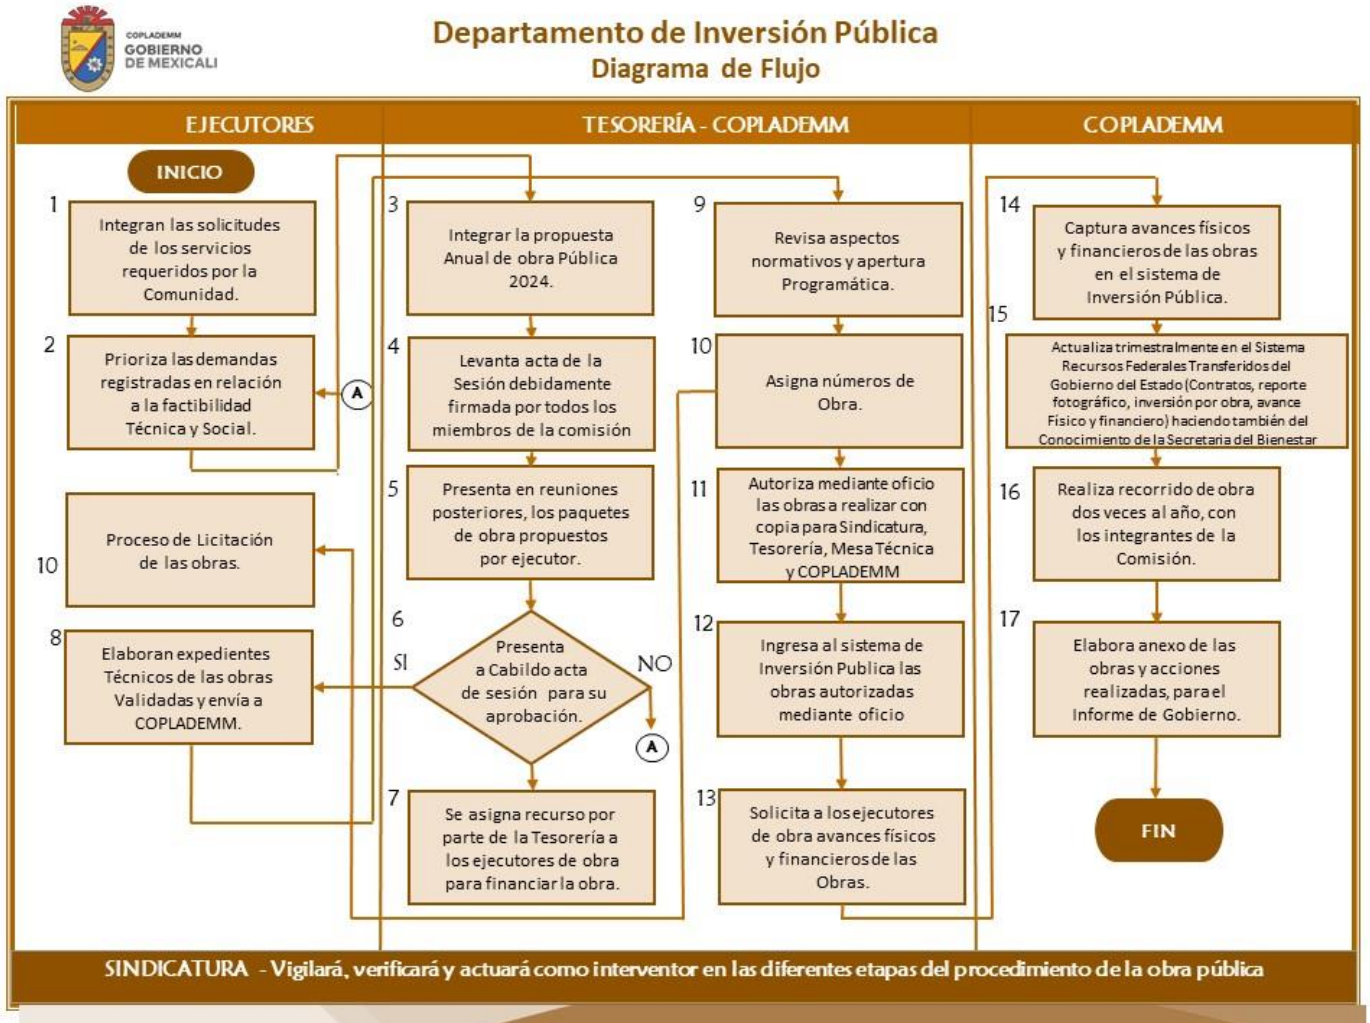 COPLADEMM
GOBIERNO
DE MEXICALI
Departamento de Inversión Pública
Diagrama de Flujo
EJECUTORES
TESORERÍA - COPLADEMM
COPLADEMM
INICIO
1
Integran las solicitudes
de los servicios
requeridos por la
Comunidad.
2
Prioriza las demandas
registradas en relación
a la factibilidad
Técnica y Social.
A
10
Proceso de Licitación
de las obras.
8
Elaboran expedientes
Técnicos de las obras
Validadas y envía a
COPLADEMM.
3
Integrar la propuesta
Anual de obra Pública
2024.
4
Levanta acta de la
Sesión debidamente
firmada por todos los
miembros de la comisión
5
Presenta en reuniones
posteriores, los paquetes
de obra propuestos
por ejecutor.
6
SI
Presenta
a Cabildo acta
de sesión para su
aprobación.
NO
A
7
Se asigna recurso por
parte de la Tesorería a
los ejecutores de obra
para financiar la obra.
9
Revisa aspectos
normativos y apertura
Programática.
10
Asigna números de
Obra.
11
Autoriza mediante oficio
las obras a realizar con
copia para Sindicatura,
Tesorería, Mesa Técnica
y COPLADEMM
12
Ingresa al sistema de
Inversión Publica las
obras autorizadas
mediante oficio
13
Solicita a los ejecutores
de obra avances físicos
y financieros de las
Obras.
14
Captura avances físicos
y financieros de las obras
en el sistema de
Inversión Pública.
15
Actualiza trimestralmente en el Sistema
Recursos Federales Transferidos del
Gobierno del Estado (Contratos, reporte
fotográfico, inversión por obra, avance
Físico y financiero) haciendo también del
Conocimiento de la Secretaria del Bienestar
16
Realiza recorrido de obra
dos veces al año, con
los integrantes de la
Comisión.
17
Elabora anexo de las
obras y acciones
realizadas, para el
Informe de Gobierno.
FIN
SINDICATURA - Vigilará, verificará y actuará como interventor en las diferentes etapas del procedimiento de la obra pública